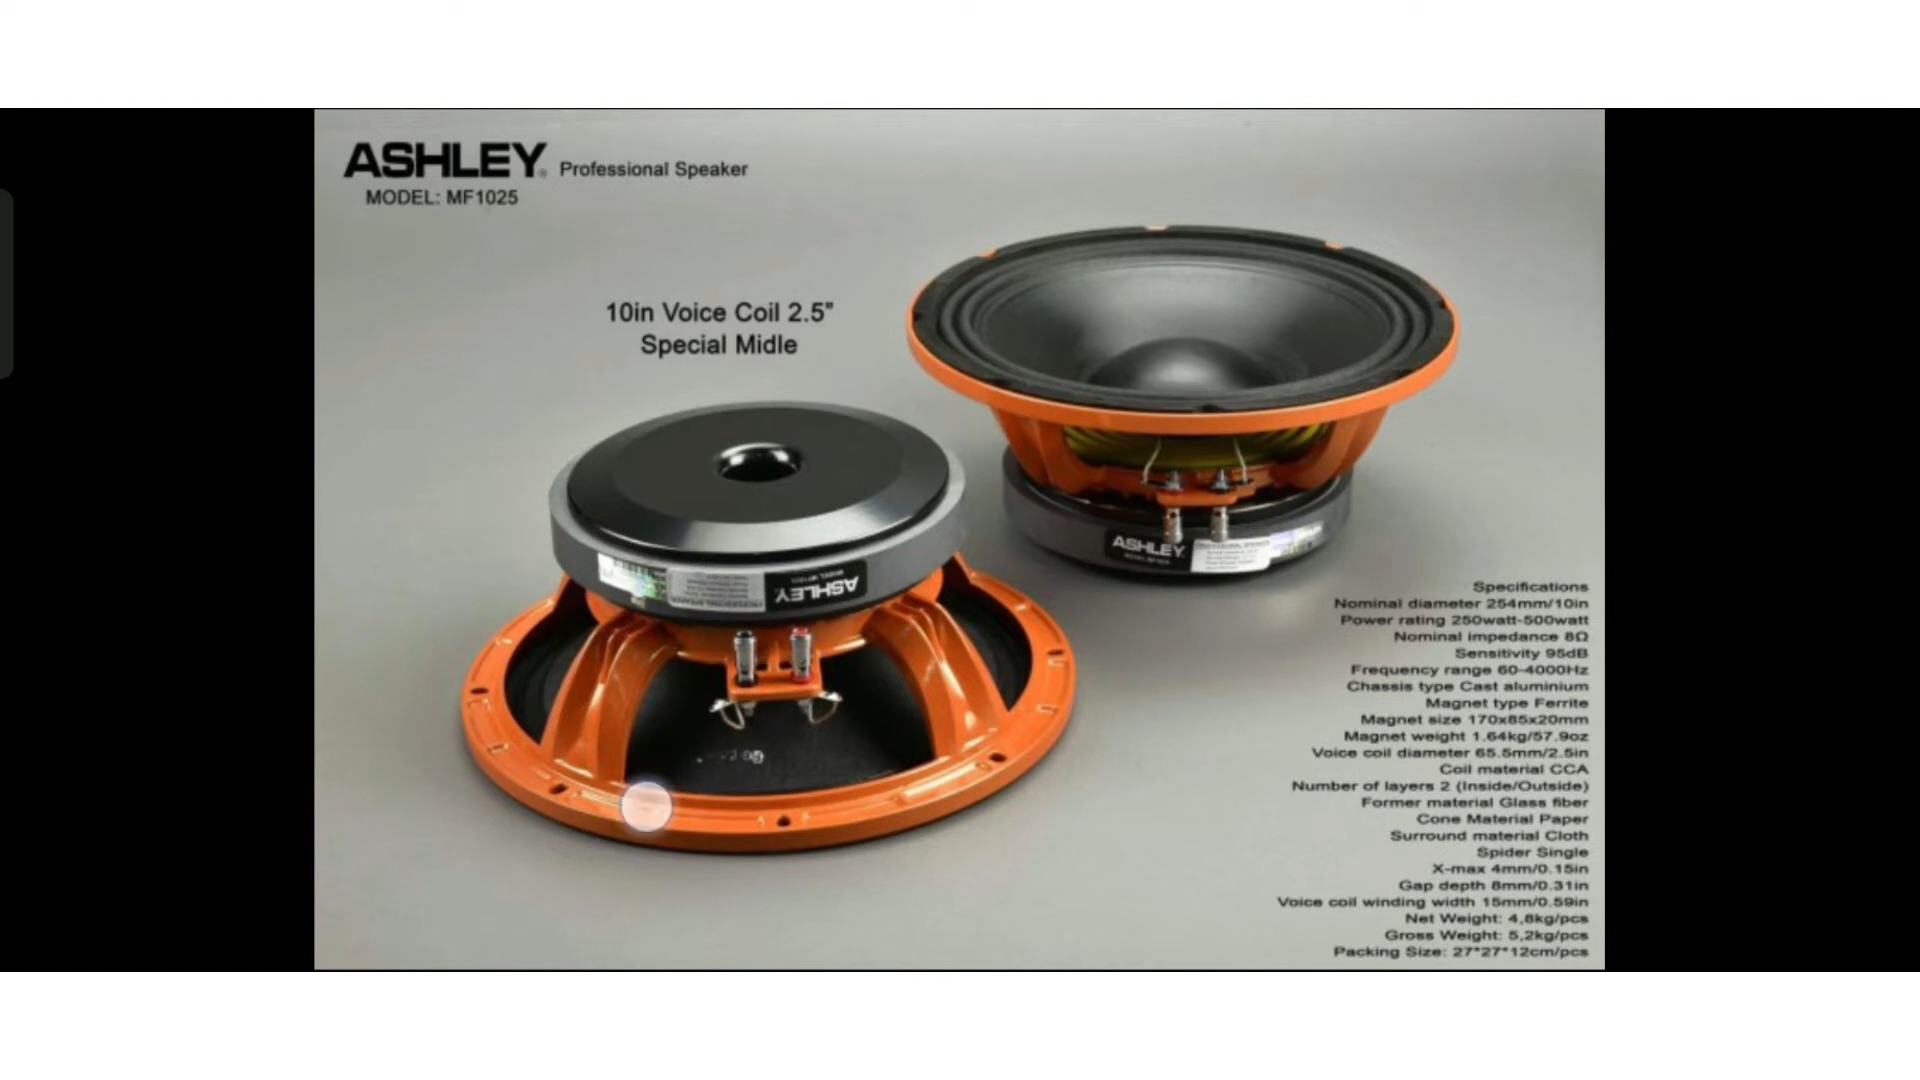 ASHLEY® Professional Speaker
MODEL: MF1025
10in Voice Coil 2.5”
Special Midle
ASHLEY
ASHLEY
Specifications
Nominal diameter 254mm/10in
Power rating 250watt-500watt
Nominal impedance 8Ω
Sensitivity 95dB
Frequency range 60-4000Hz
Chassis type Cast aluminium
Magnet type Ferrite
Magnet size 170x85x20mm
Magnet weight 1.64kg/57.9oz
Voice coil diameter 65.5mm/2.5in
Coil material CCA
Number of layers 2 (Inside/Outside)
Former material Glass fiber
Cone Material Paper
Surround material Cloth
Spider Single
X-max 4mm/0.15in
Gap depth 8mm/0.31in
Voice coil winding width 15mm/0.59in
Net Weight: 4,8kg/pcs
Gross Weight: 5,2kg/pcs
Packing Size: 27*27*12cm/pcs